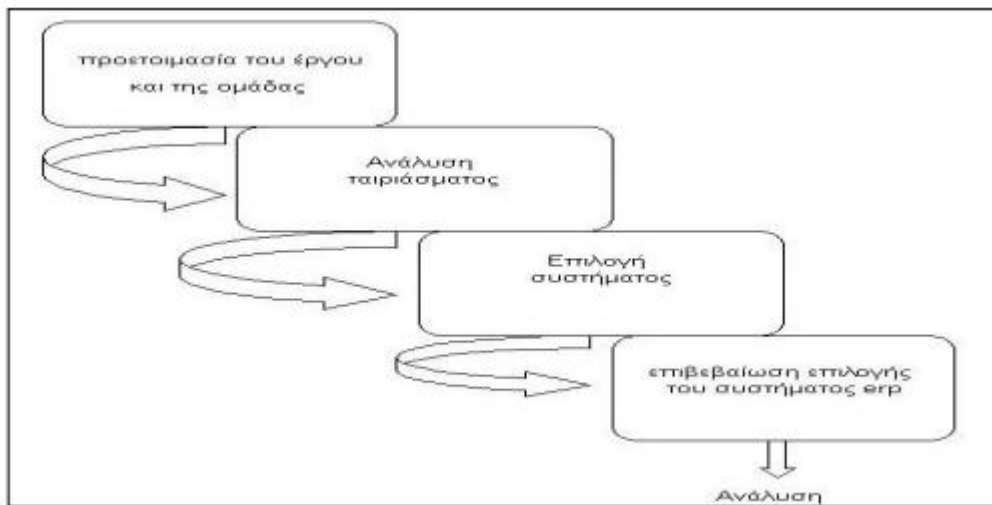 προετοιμασία του έργου
και της ομάδας
Ανάλυση
ταιριάσματος
Επιλογή
συστήματος
επιβεβαίωση επιλογής
του συστήματος erp
Ανάλυση